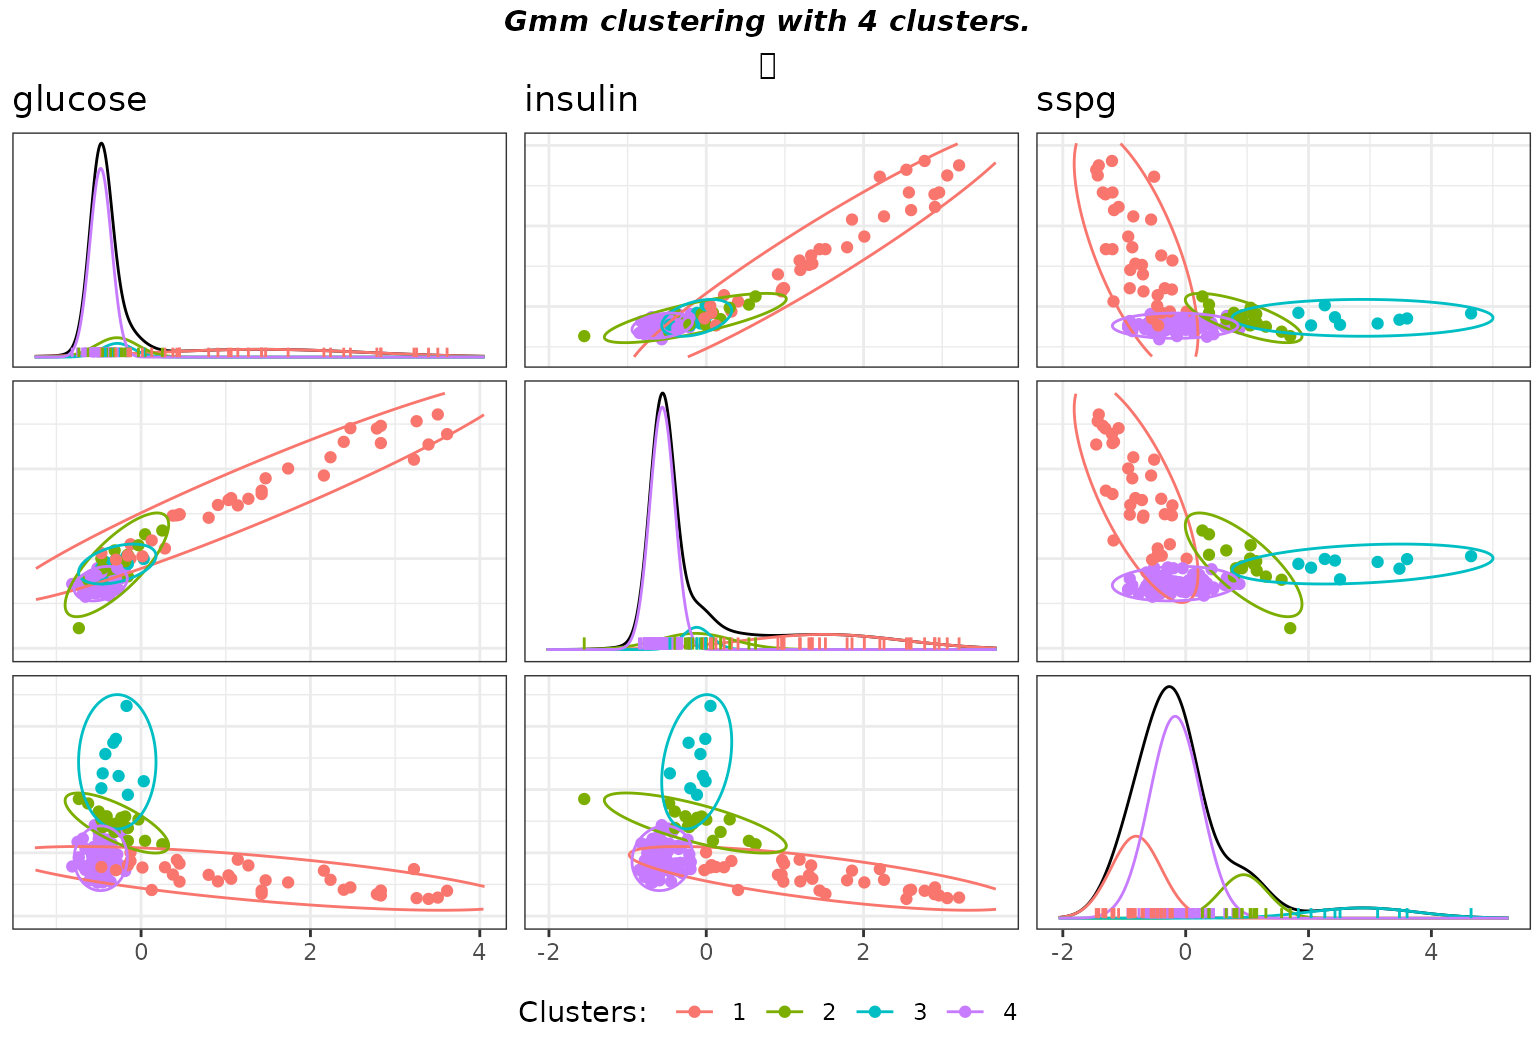 Gmm clustering with 4 clusters.
glucose insulin sspg
0 2 4 -2 0 2 -2 0 2 4
Clusters: 1 2 3 4